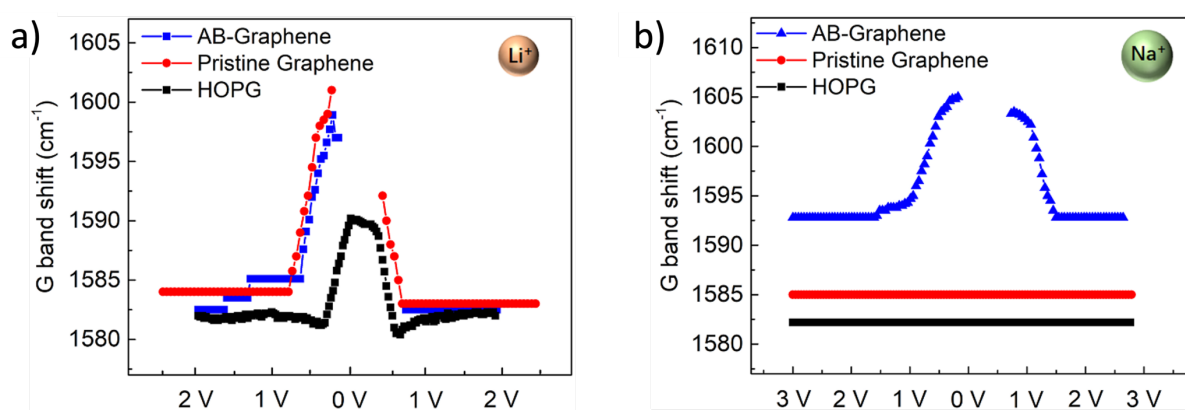 a)
G band shift (cm⁻¹)
1605
1600
1595
1590
1585
1580
AB-Graphene
Pristine Graphene
HOPG
Li⁺
2 V 1 V 0 V 1 V 2 V
b)
G band shift (cm⁻¹)
1610
1605
1600
1595
1590
1585
1580
AB-Graphene
Pristine Graphene
HOPG
Na⁺
3 V 2 V 1 V 0 V 1 V 2 V 3 V